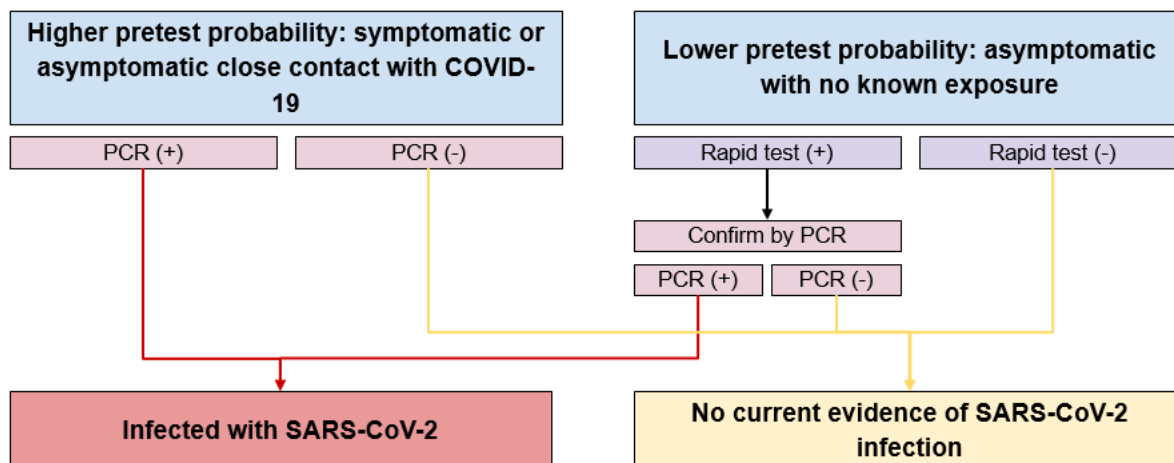 Higher pretest probability: symptomatic or
asymptomatic close contact with COVID-
19
Lower pretest probability: asymptomatic
with no known exposure
PCR (+)
PCR (-)
Rapid test (+)
Rapid test (-)
Confirm by PCR
PCR (+)
PCR (-)
Infected with SARS-CoV-2
No current evidence of SARS-CoV-2
infection